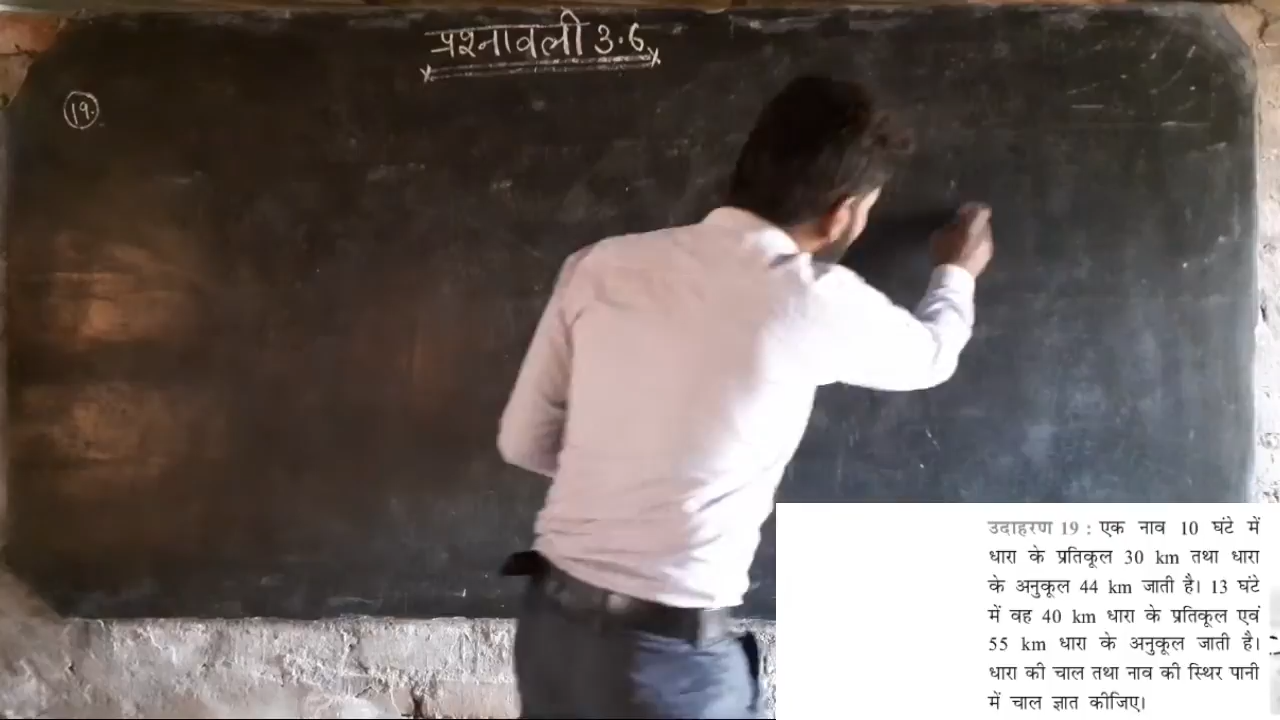 प्रश्नावली 3.6
19.
उदाहरण 19 : एक नाव 10 घंटे में
धारा के प्रतिकूल 30 km तथा धारा
के अनुकूल 44 km जाती है। 13 घंटे
में वह 40 km धारा के प्रतिकूल एवं
55 km धारा के अनुकूल जाती है।
धारा की चाल तथा नाव की स्थिर पानी
में चाल ज्ञात कीजिए।